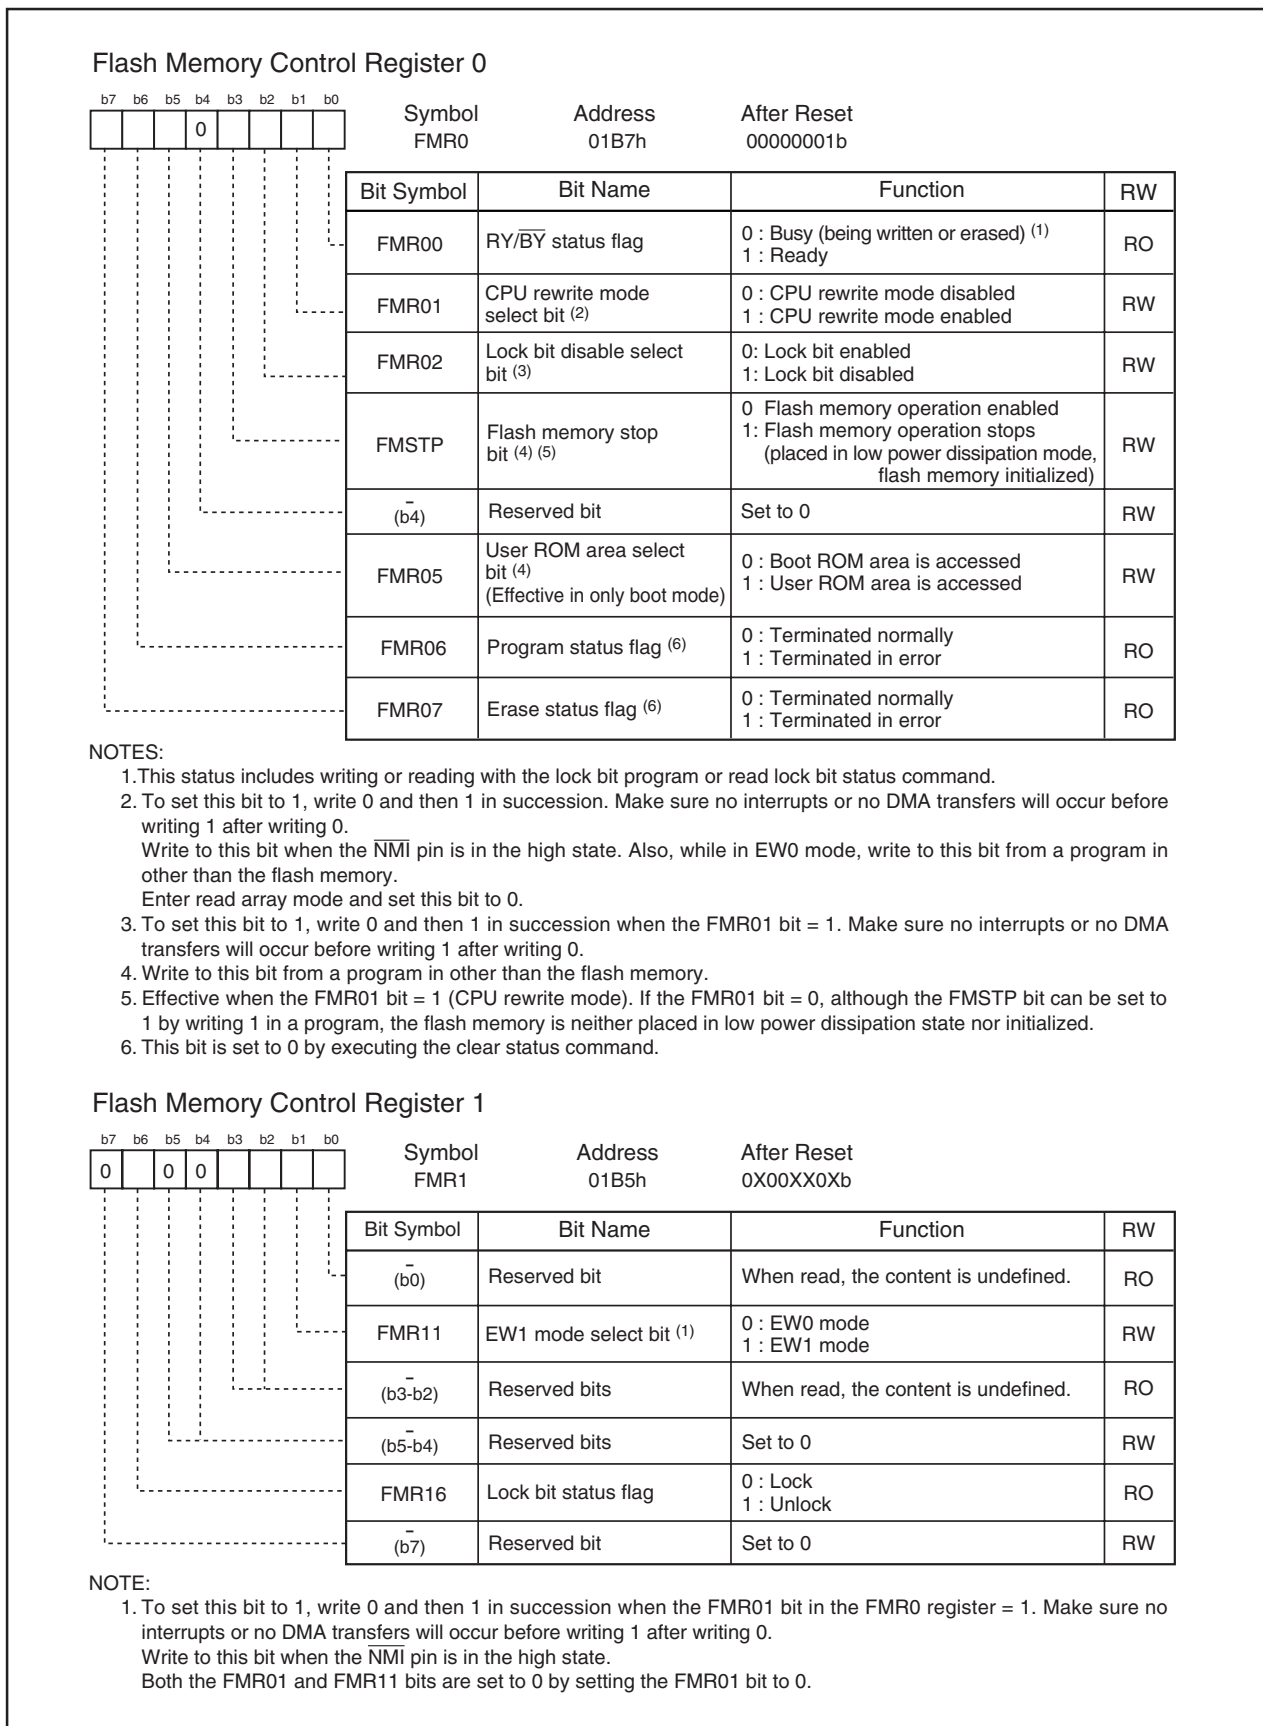 Flash Memory Control Register 0
b7 b6 b5 b4 b3 b2 b1 b0
0
Symbol Address After Reset
FMR0 01B7h 00000001b
Bit Symbol Bit Name Function RW
FMR00 RY/B̅Y̅ status flag 0 : Busy (being written or erased) (1) RO
1 : Ready
FMR01 CPU rewrite mode 0 : CPU rewrite mode disabled RW
select bit (2) 1 : CPU rewrite mode enabled
FMR02 Lock bit disable select 0: Lock bit enabled RW
bit (3) 1: Lock bit disabled
FMSTP Flash memory stop 0 Flash memory operation enabled RW
bit (4) (5) 1: Flash memory operation stops
(placed in low power dissipation mode,
flash memory initialized)
– (b4) Reserved bit Set to 0 RW
FMR05 User ROM area select 0 : Boot ROM area is accessed RW
bit (4) 1 : User ROM area is accessed
(Effective in only boot mode)
FMR06 Program status flag (6) 0 : Terminated normally RO
1 : Terminated in error
FMR07 Erase status flag (6) 0 : Terminated normally RO
1 : Terminated in error
NOTES:
1.This status includes writing or reading with the lock bit program or read lock bit status command.
2. To set this bit to 1, write 0 and then 1 in succession. Make sure no interrupts or no DMA transfers will occur before
writing 1 after writing 0.
Write to this bit when the N̅M̅I̅ pin is in the high state. Also, while in EW0 mode, write to this bit from a program in
other than the flash memory.
Enter read array mode and set this bit to 0.
3. To set this bit to 1, write 0 and then 1 in succession when the FMR01 bit = 1. Make sure no interrupts or no DMA
transfers will occur before writing 1 after writing 0.
4. Write to this bit from a program in other than the flash memory.
5. Effective when the FMR01 bit = 1 (CPU rewrite mode). If the FMR01 bit = 0, although the FMSTP bit can be set to
1 by writing 1 in a program, the flash memory is neither placed in low power dissipation state nor initialized.
6. This bit is set to 0 by executing the clear status command.
Flash Memory Control Register 1
b7 b6 b5 b4 b3 b2 b1 b0
0 0 0
Symbol Address After Reset
FMR1 01B5h 0X00XX0Xb
Bit Symbol Bit Name Function RW
– (b0) Reserved bit When read, the content is undefined. RO
FMR11 EW1 mode select bit (1) 0 : EW0 mode RW
1 : EW1 mode
– (b3-b2) Reserved bits When read, the content is undefined. RO
– (b5-b4) Reserved bits Set to 0 RW
FMR16 Lock bit status flag 0 : Lock RO
1 : Unlock
– (b7) Reserved bit Set to 0 RW
NOTE:
1. To set this bit to 1, write 0 and then 1 in succession when the FMR01 bit in the FMR0 register = 1. Make sure no
interrupts or no DMA transfers will occur before writing 1 after writing 0.
Write to this bit when the N̅M̅I̅ pin is in the high state.
Both the FMR01 and FMR11 bits are set to 0 by setting the FMR01 bit to 0.